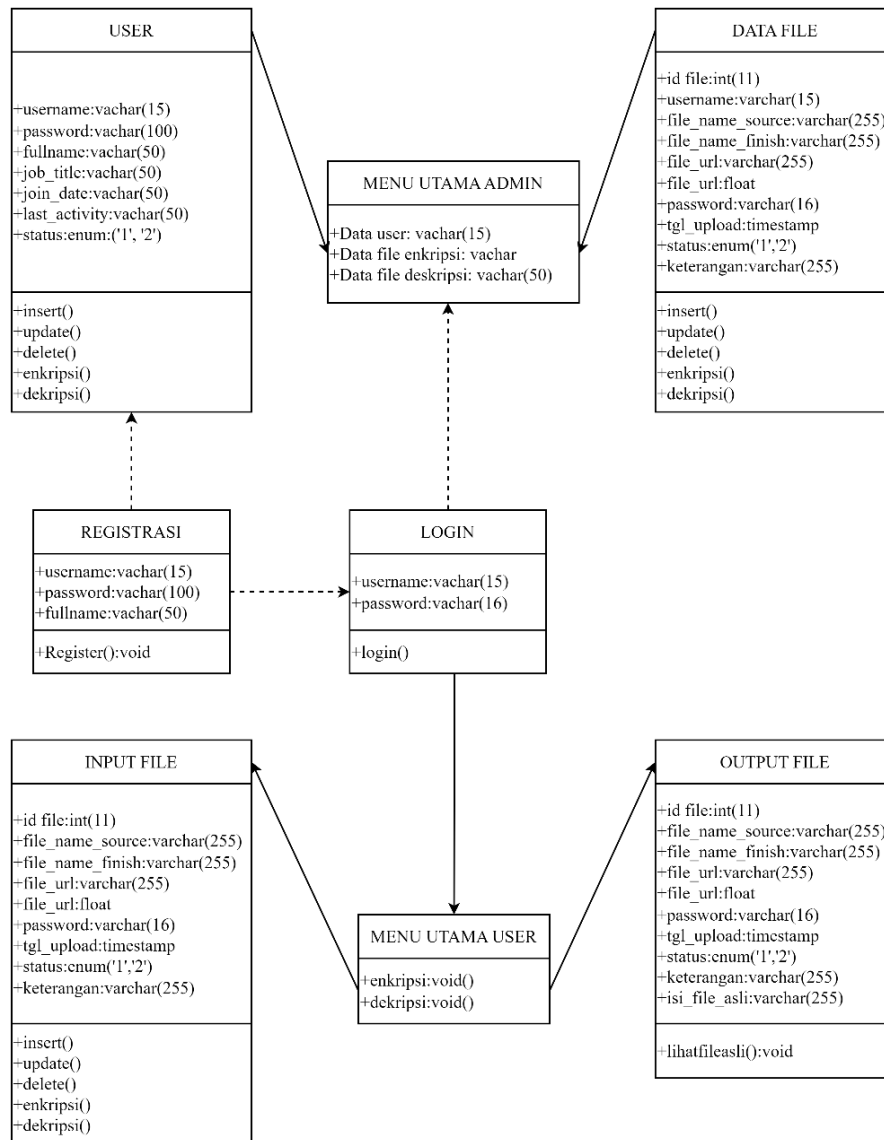 USER
+username:vachar(15)
+password:vachar(100)
+fullname:vachar(50)
+job_title:vachar(50)
+join_date:vachar(50)
+last_activity:vachar(50)
+status:enum:('1', '2')
+insert()
+update()
+delete()
+enkripsi()
+dekripsi()
MENU UTAMA ADMIN
+Data user: vachar(15)
+Data file enkripsi: vachar
+Data file deskripsi: vachar(50)
DATA FILE
+id file:int(11)
+username:varchar(15)
+file_name_source:varchar(255)
+file_name_finish:varchar(255)
+file_url:varchar(255)
+file_url:float
+password:varchar(16)
+tgl_upload:timestamp
+status:enum('1','2')
+keterangan:varchar(255)
+insert()
+update()
+delete()
+enkripsi()
+dekripsi()
REGISTRASI
+username:vachar(15)
+password:vachar(100)
+fullname:vachar(50)
+Register():void
LOGIN
+username:vachar(15)
+password:vachar(16)
+login()
INPUT FILE
+id file:int(11)
+file_name_source:varchar(255)
+file_name_finish:varchar(255)
+file_url:varchar(255)
+file_url:float
+password:varchar(16)
+tgl_upload:timestamp
+status:enum('1','2')
+keterangan:varchar(255)
+insert()
+update()
+delete()
+enkripsi()
+dekripsi()
MENU UTAMA USER
+enkripsi:void()
+dekripsi:void()
OUTPUT FILE
+id file:int(11)
+file_name_source:varchar(255)
+file_name_finish:varchar(255)
+file_url:varchar(255)
+file_url:float
+password:varchar(16)
+tgl_upload:timestamp
+status:enum('1','2')
+keterangan:varchar(255)
+isi_file_asli:varchar(255)
+lihatfileasli():void